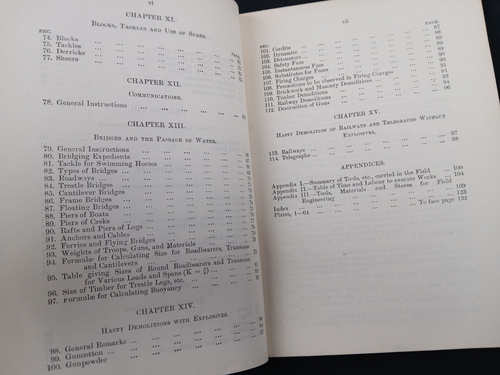 vi
CHAPTER XI.
BLOCKS, TACKLES AND USE OF SPARS.
SEC. PAGE.
74. Blocks
75. Tackles
76. Derricks
77. Sheers
CHAPTER XII.
COMMUNICATIONS.
78. General Instructions
CHAPTER XIII.
BRIDGES AND THE PASSAGE OF WATER.
79. General Instructions
80. Bridging Expedients
81. Tackle for Swimming Horses
82. Types of Bridges
83. Roadways
84. Trestle Bridges
85. Cantilever Bridges
86. Frame Bridges
87. Floating Bridges
88. Piers of Boats
89. Piers of Casks
90. Rafts and Piers of Logs
91. Anchors and Cables
92. Ferries and Flying Bridges
93. Weights of Troops, Guns, and Materials
94. Formulæ for Calculating Size for Roadbearers, Transoms
and Cantilevers
95. Table giving Sizes of Round Roadbearers and Transoms
for Various Loads and Spans
96. Size of Timber for Trestle Legs, etc.
97. Formulæ for Calculating Buoyancy
CHAPTER XIV.
HASTY DEMOLITIONS WITH EXPLOSIVES.
98. General Remarks
99. Guncotton
100. Gunpowder
vii
SEC. PAGE.
101. Cordite
102. Dynamite
103. Detonators
104. Safety Fuze
105. Instantaneous Fuze
106. Substitutes for Fuzes
107. Firing Charges
108. Precautions to be observed in Firing Charges
109. Brickwork and Masonry Demolitions
110. Timber Demolitions
111. Railway Demolitions
112. Destruction of Guns
CHAPTER XV.
HASTY DEMOLITION OF RAILWAYS AND TELEGRAPHS WITHOUT
EXPLOSIVES.
113. Railways 97
114. Telegraphs 98
APPENDICES.
Appendix I.—Summary of Tools, etc., carried in the Field 100
Appendix II.—Table of Time and Labour to execute Works 104
Appendix III.—Tools, Materials and Stores for Field
Engineering 109
Index
Plates, 1—64 To face page 132